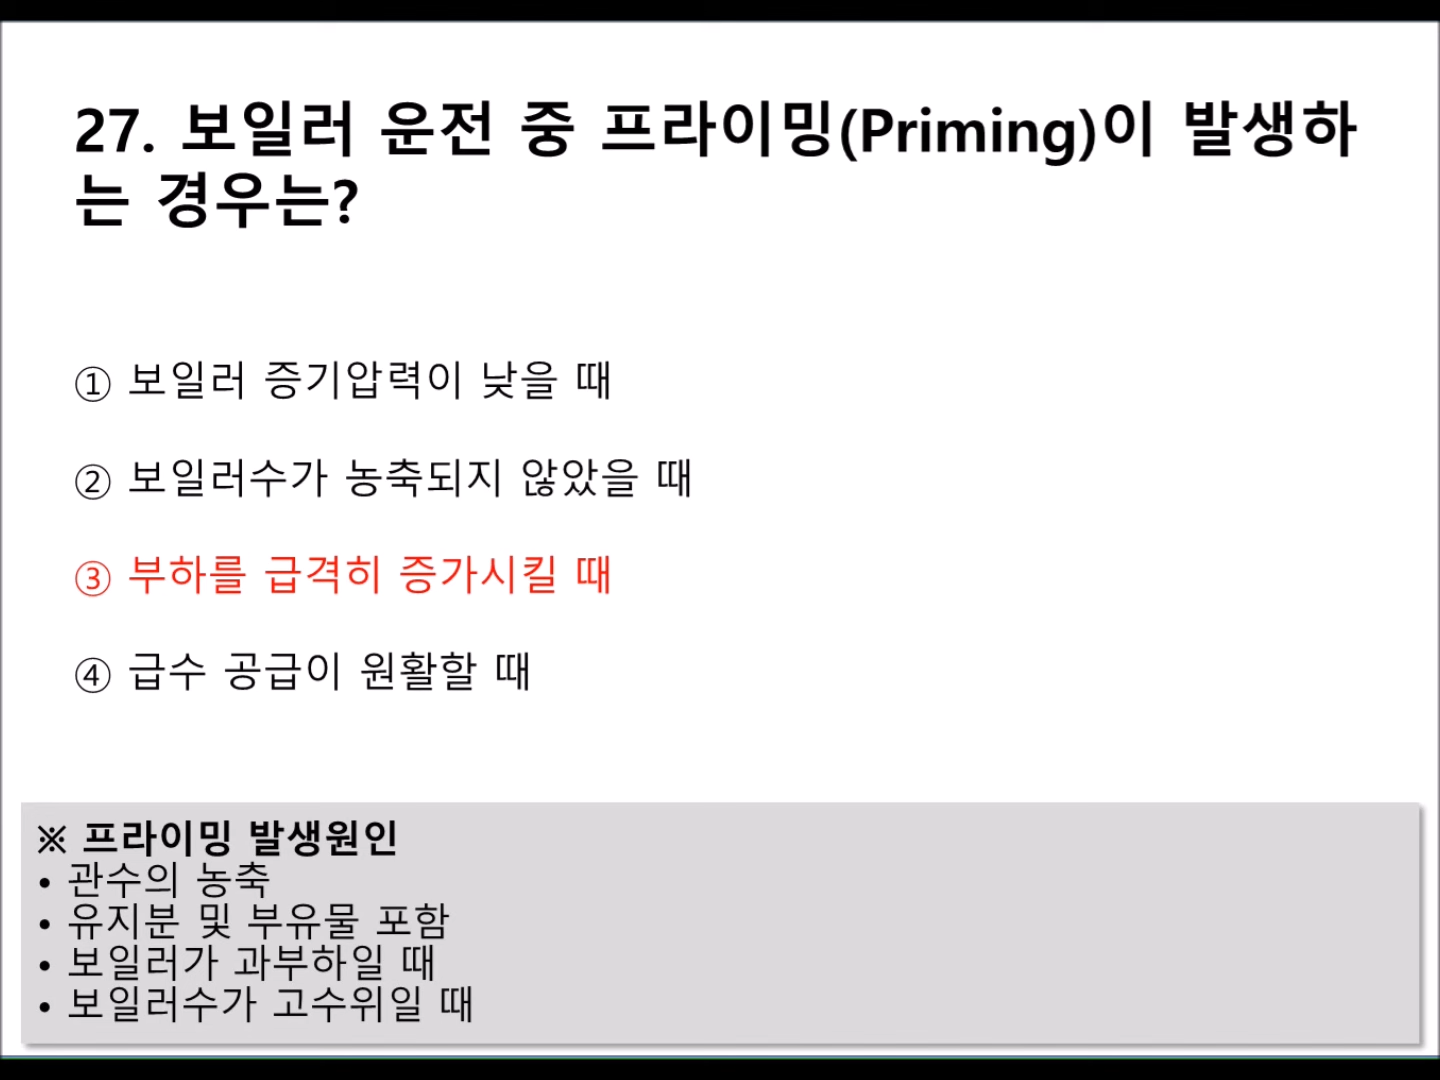 27. 보일러 운전 중 프라이밍(Priming)이 발생하
는 경우는?
① 보일러 증기압력이 낮을 때
② 보일러수가 농축되지 않았을 때
③ 부하를 급격히 증가시킬 때
④ 급수 공급이 원활할 때
※ 프라이밍 발생원인
• 관수의 농축
• 유지분 및 부유물 포함
• 보일러가 과부하일 때
• 보일러수가 고수위일 때